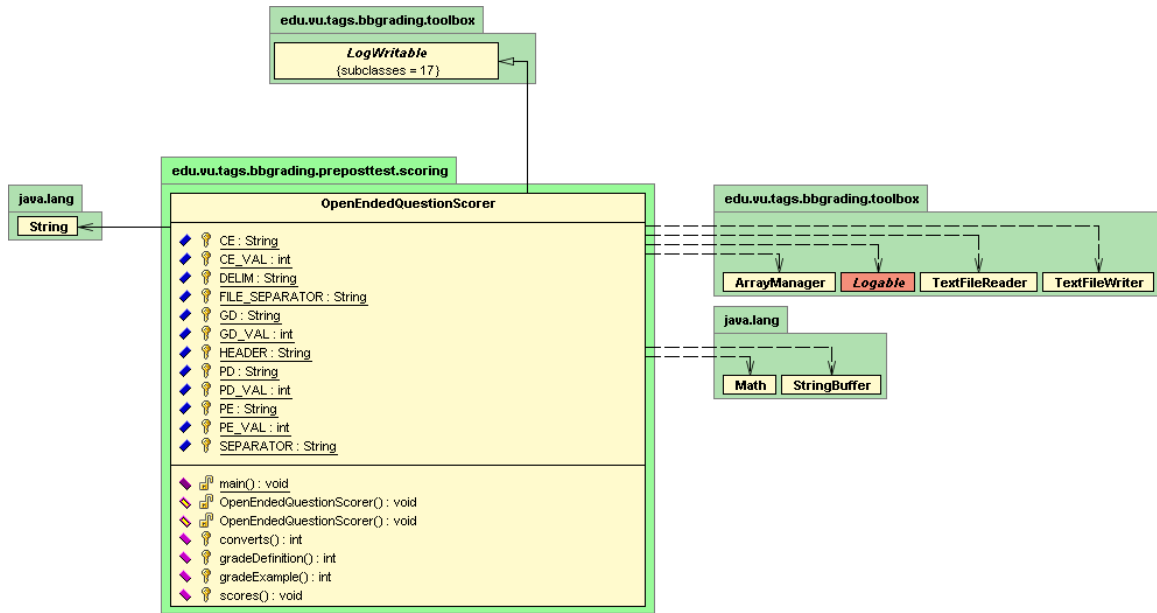 edu.vu.tags.bbgrading.toolbox
LogWritable
{subclasses = 17}
edu.vu.tags.bbgrading.preposttest.scoring
java.lang
String
OpenEndedQuestionScorer
CE : String
CE_VAL : int
DELIM : String
FILE_SEPARATOR : String
GD : String
GD_VAL : int
HEADER : String
PD : String
PD_VAL : int
PE : String
PE_VAL : int
SEPARATOR : String
main() : void
OpenEndedQuestionScorer() : void
OpenEndedQuestionScorer() : void
converts() : int
gradeDefinition() : int
gradeExample() : int
scores() : void
edu.vu.tags.bbgrading.toolbox
ArrayManager Logable TextFileReader TextFileWriter
java.lang
Math StringBuffer